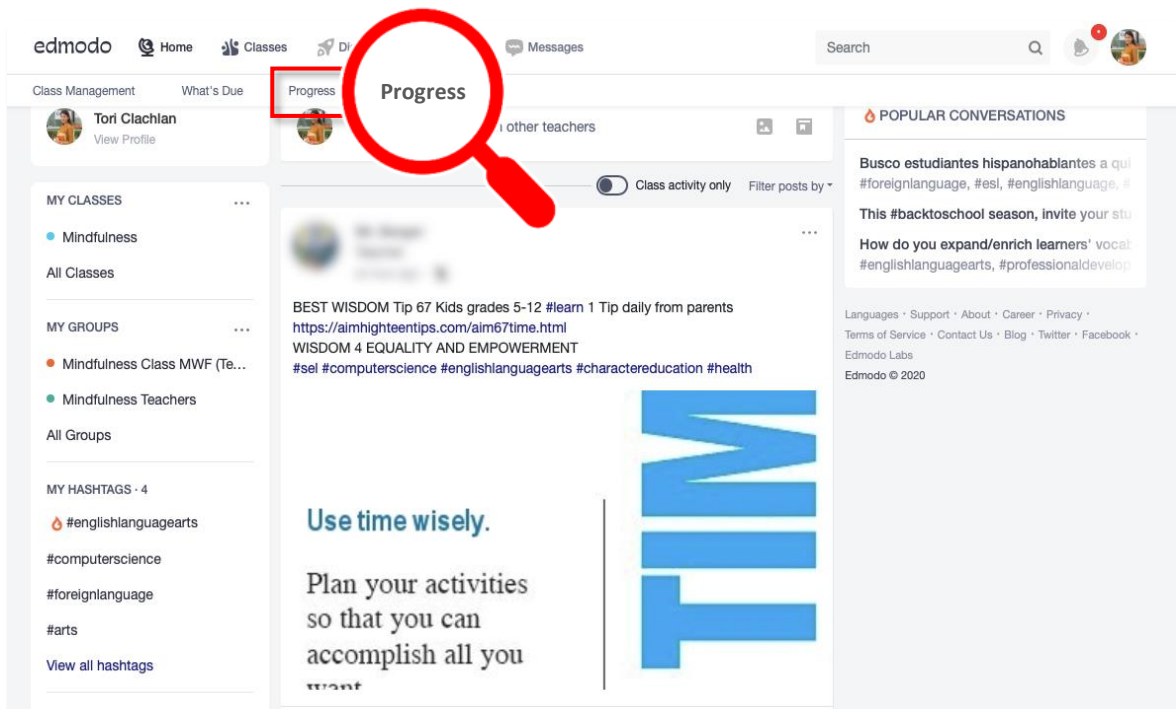 edmodo Home Classes Di Messages Search
Class Management What's Due Progress Progress
Tori Clachlan
View Profile
other teachers
Class activity only Filter posts by
MY CLASSES
Mindfulness
All Classes
MY GROUPS
Mindfulness Class MWF (Te...
Mindfulness Teachers
All Groups
MY HASHTAGS · 4
#englishlanguagearts
#computerscience
#foreignlanguage
#arts
View all hashtags
BEST WISDOM Tip 67 Kids grades 5-12 #learn 1 Tip daily from parents
https://aimhighteentips.com/aim67time.html
WISDOM 4 EQUALITY AND EMPOWERMENT
#sel #computerscience #englishlanguagearts #charactereducation #health
Use time wisely.
Plan your activities
so that you can
accomplish all you
want
TIM
POPULAR CONVERSATIONS
Busco estudiantes hispanohablantes a qui
#foreignlanguage, #esl, #englishlanguage, #
This #backtoschool season, invite your stu
How do you expand/enrich learners' vocab
#englishlanguagearts, #professionaldevelop
Languages · Support · About · Career · Privacy ·
Terms of Service · Contact Us · Blog · Twitter · Facebook ·
Edmodo Labs
Edmodo © 2020